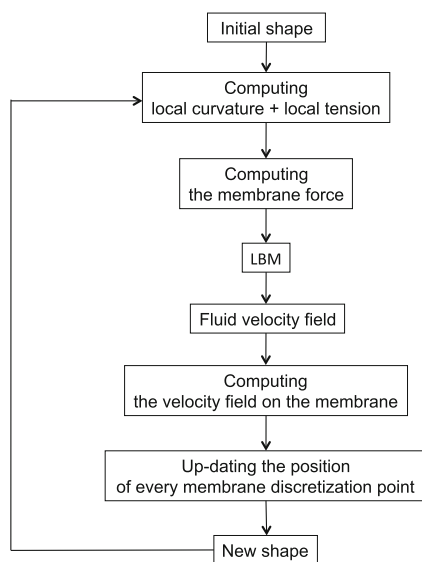 Initial shape
Computing
local curvature + local tension
Computing
the membrane force
LBM
Fluid velocity field
Computing
the velocity field on the membrane
Up-dating the position
of every membrane discretization point
New shape